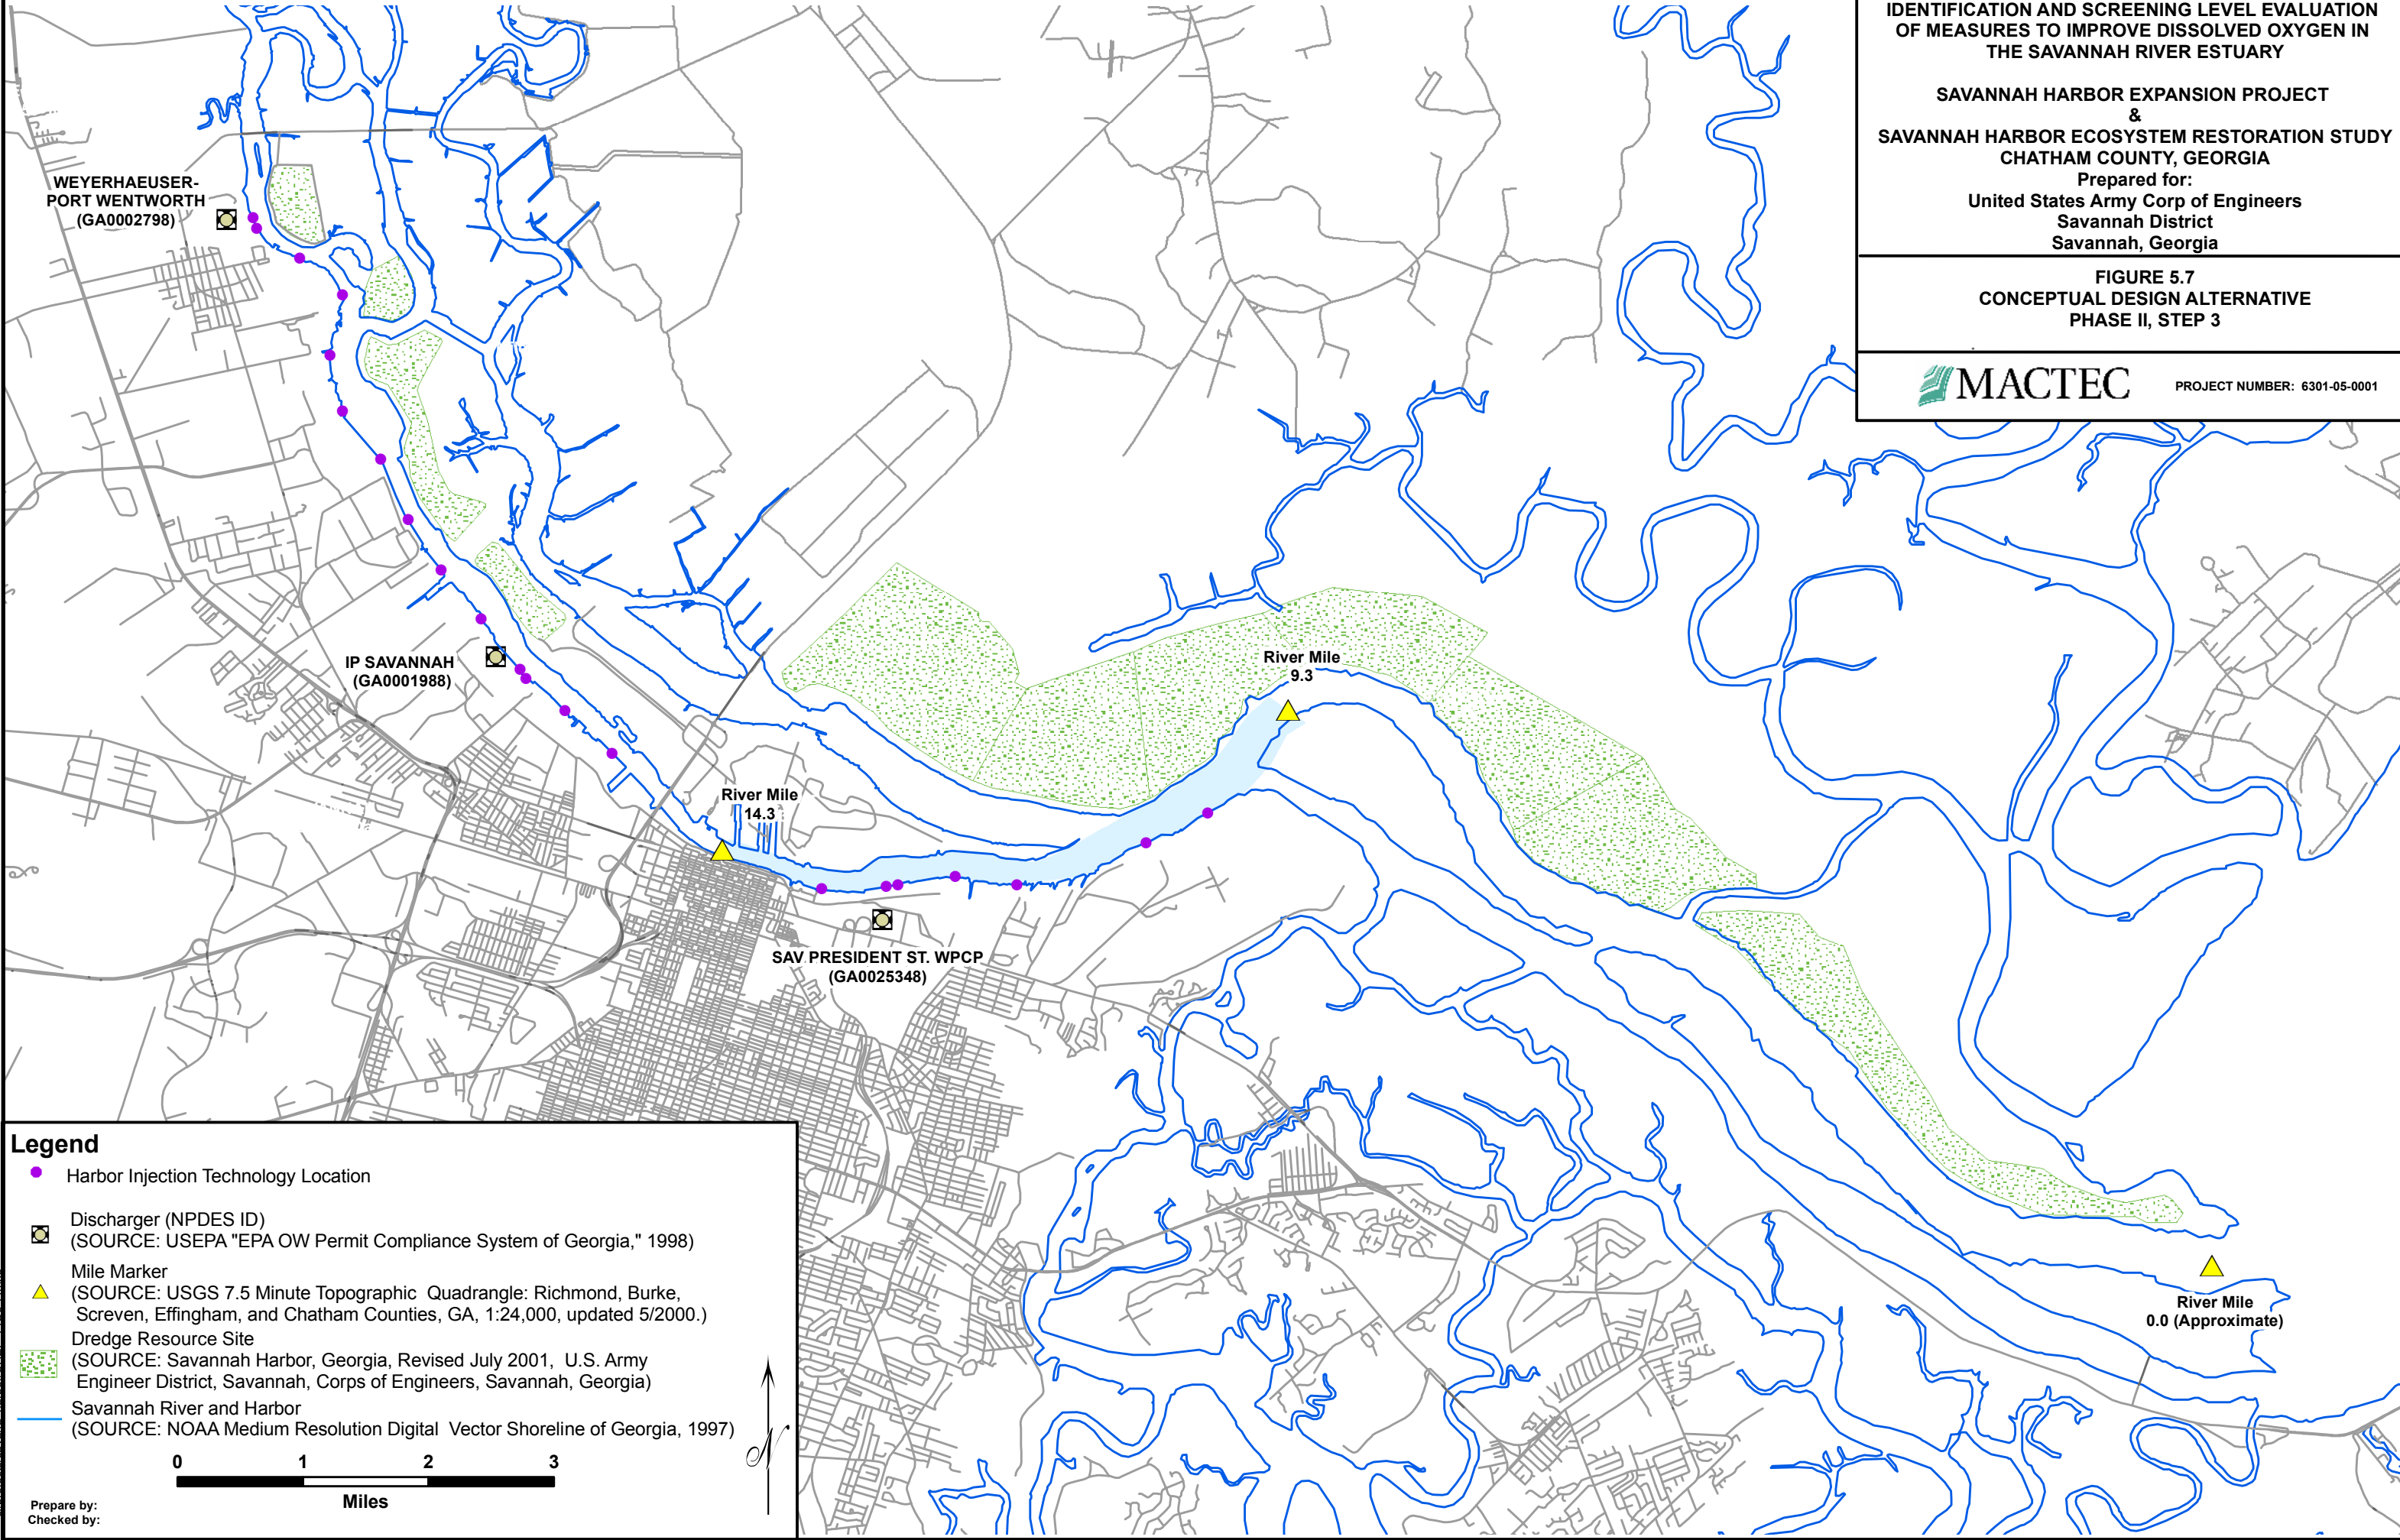 IDENTIFICATION AND SCREENING LEVEL EVALUATION
OF MEASURES TO IMPROVE DISSOLVED OXYGEN IN
THE SAVANNAH RIVER ESTUARY
SAVANNAH HARBOR EXPANSION PROJECT
&
SAVANNAH HARBOR ECOSYSTEM RESTORATION STUDY
CHATHAM COUNTY, GEORGIA
Prepared for:
United States Army Corp of Engineers
Savannah District
Savannah, Georgia
FIGURE 5.7
CONCEPTUAL DESIGN ALTERNATIVE
PHASE II, STEP 3
MACTEC
PROJECT NUMBER: 6301-05-0001
WEYERHAEUSER-
PORT WENTWORTH
(GA0002798)
IP SAVANNAH
(GA0001988)
River Mile
9.3
River Mile
14.3
SAV PRESIDENT ST. WPCP
(GA0025348)
River Mile
0.0 (Approximate)
Legend
Harbor Injection Technology Location
Discharger (NPDES ID)
(SOURCE: USEPA "EPA OW Permit Compliance System of Georgia," 1998)
Mile Marker
(SOURCE: USGS 7.5 Minute Topographic Quadrangle: Richmond, Burke,
Screven, Effingham, and Chatham Counties, GA, 1:24,000, updated 5/2000.)
Dredge Resource Site
(SOURCE: Savannah Harbor, Georgia, Revised July 2001, U.S. Army
Engineer District, Savannah, Corps of Engineers, Savannah, Georgia)
Savannah River and Harbor
(SOURCE: NOAA Medium Resolution Digital Vector Shoreline of Georgia, 1997)
0 1 2 3
Miles
N
Prepare by:
Checked by: